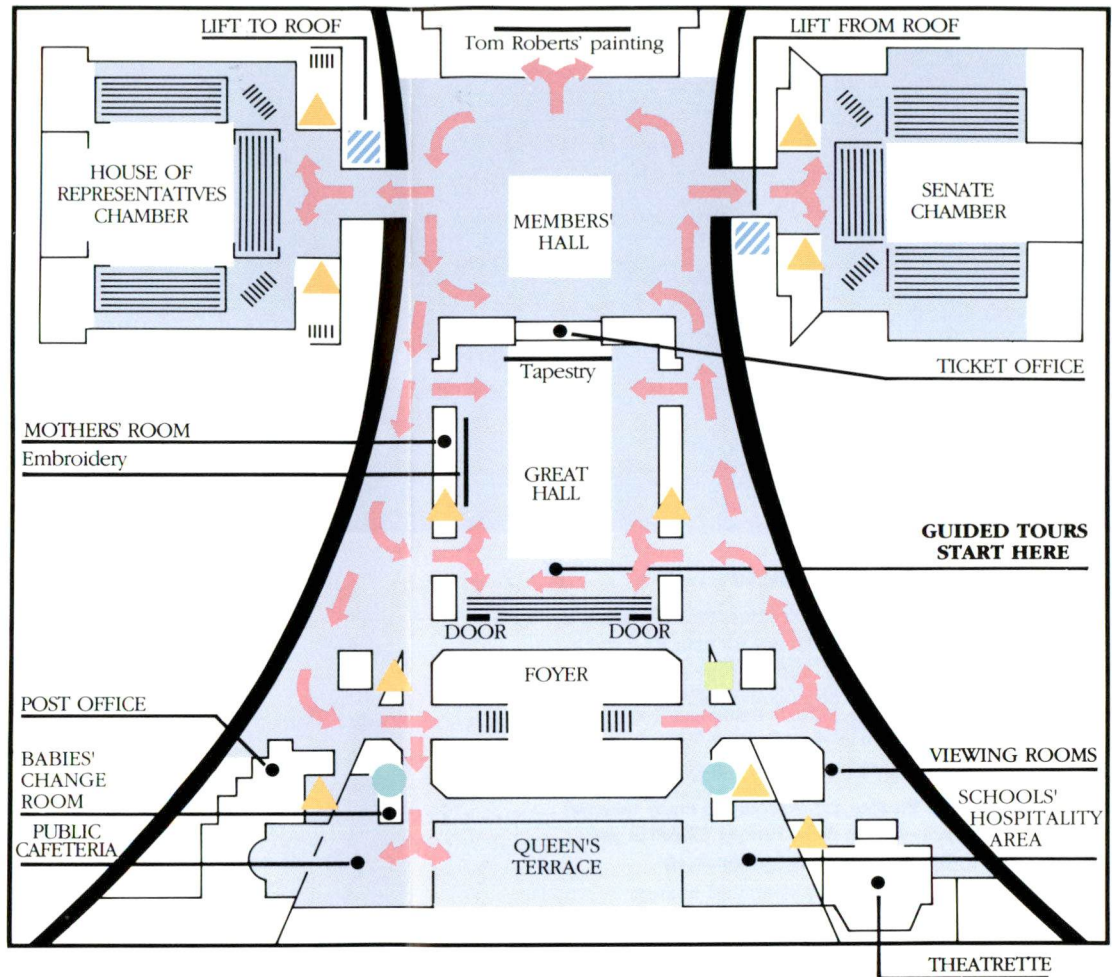 LIFT TO ROOF
Tom Roberts' painting
LIFT FROM ROOF
HOUSE OF
REPRESENTATIVES
CHAMBER
MEMBERS'
HALL
SENATE
CHAMBER
TICKET OFFICE
Tapestry
MOTHERS' ROOM
Embroidery
GREAT
HALL
GUIDED TOURS
START HERE
DOOR
DOOR
FOYER
POST OFFICE
BABIES'
CHANGE
ROOM
PUBLIC
CAFETERIA
QUEEN'S
TERRACE
VIEWING ROOMS
SCHOOLS'
HOSPITALITY
AREA
THEATRETTE